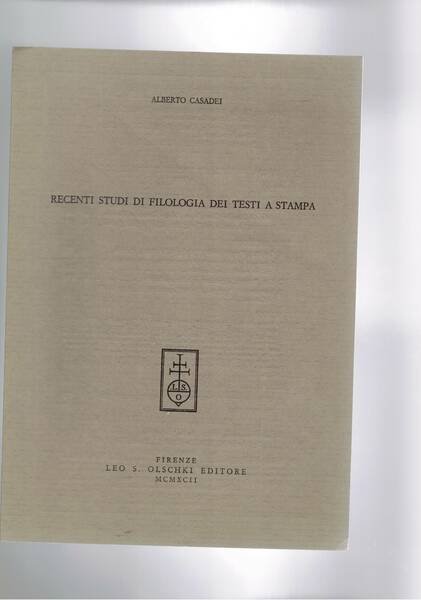 ALBERTO CASADEI
RECENTI STUDI DI FILOLOGIA DEI TESTI A STAMPA
L S
O
FIRENZE
LEO S. OLSCHKI EDITORE
MCMXCII